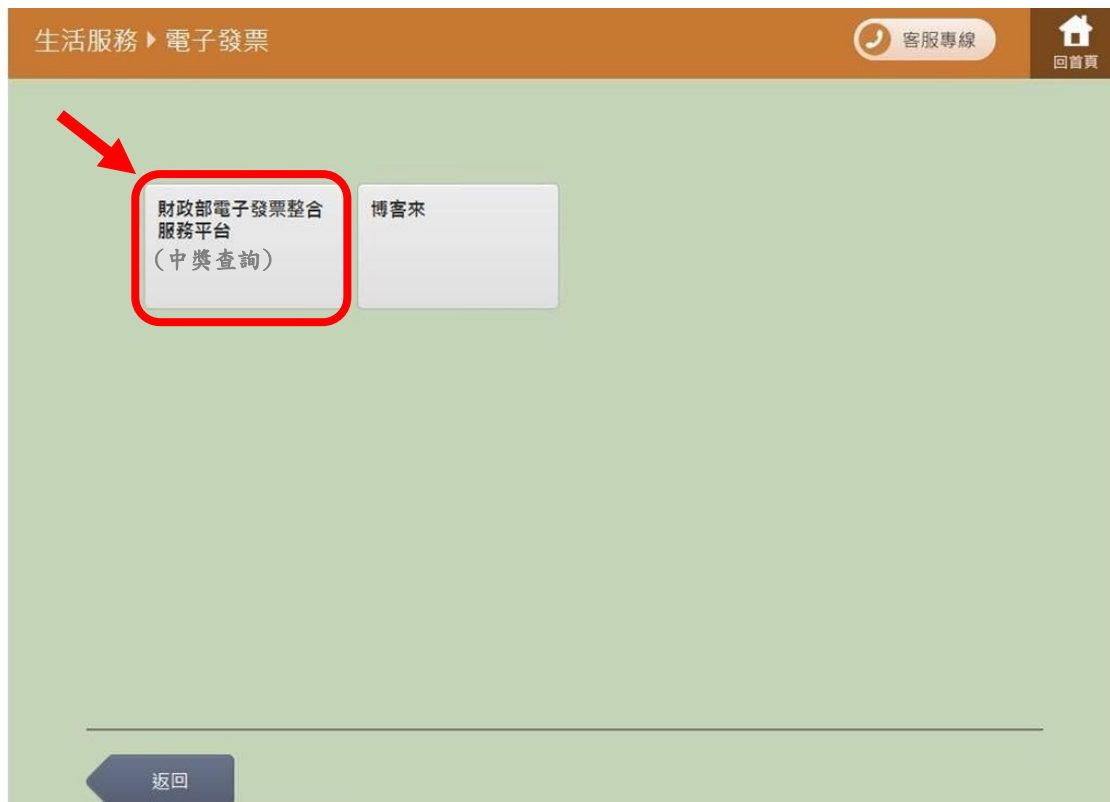 生活服務▶電子發票
客服專線
回首頁
財政部電子發票整合
服務平台
(中獎查詢)
博客來
返回